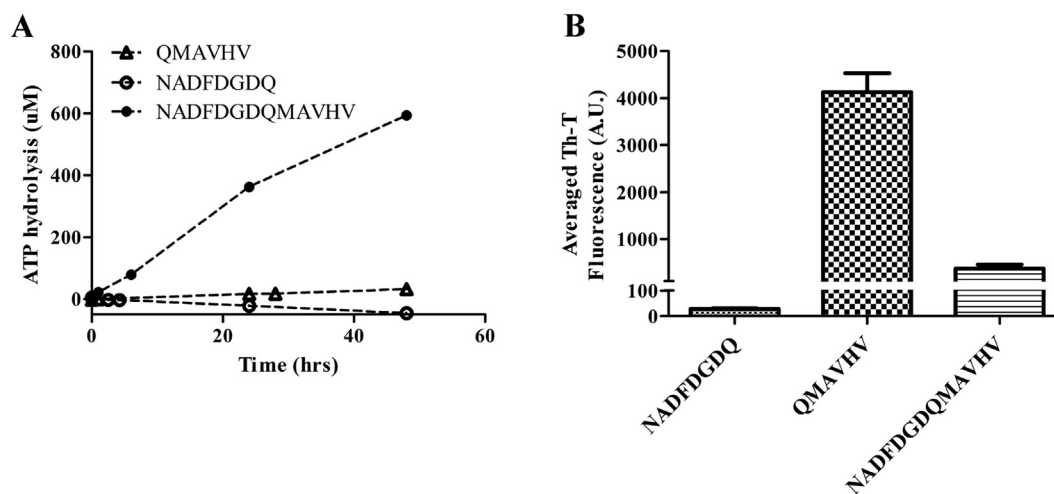 A
QMAVHV
NADFDGDQ
NADFDGDQMAVHV
ATP hydrolysis (uM)
800
600
400
200
0
0
20
40
60
Time (hrs)
B
Averaged Th-T
Fluorescence (A.U.)
5000
4000
3000
2000
1000
100
0
NADFDGDQ
QMAVHV
NADFDGDQMAVHV